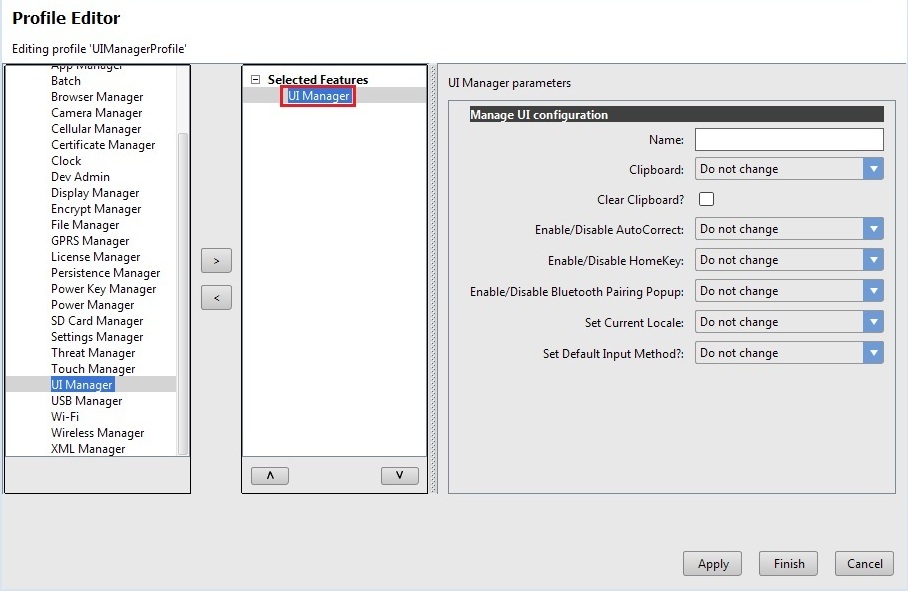 Profile Editor
Editing profile 'UIManagerProfile'
App Manager
Batch
Browser Manager
Camera Manager
Cellular Manager
Certificate Manager
Clock
Dev Admin
Display Manager
Encrypt Manager
File Manager
GPRS Manager
License Manager
Persistence Manager
Power Key Manager
Power Manager
SD Card Manager
Settings Manager
Threat Manager
Touch Manager
UI Manager
USB Manager
Wi-Fi
Wireless Manager
XML Manager
>
<
Selected Features
UI Manager
UI Manager parameters
Manage UI configuration
Name:
Clipboard: Do not change
Clear Clipboard?
Enable/Disable AutoCorrect: Do not change
Enable/Disable HomeKey: Do not change
Enable/Disable Bluetooth Pairing Popup: Do not change
Set Current Locale: Do not change
Set Default Input Method?: Do not change
Apply Finish Cancel